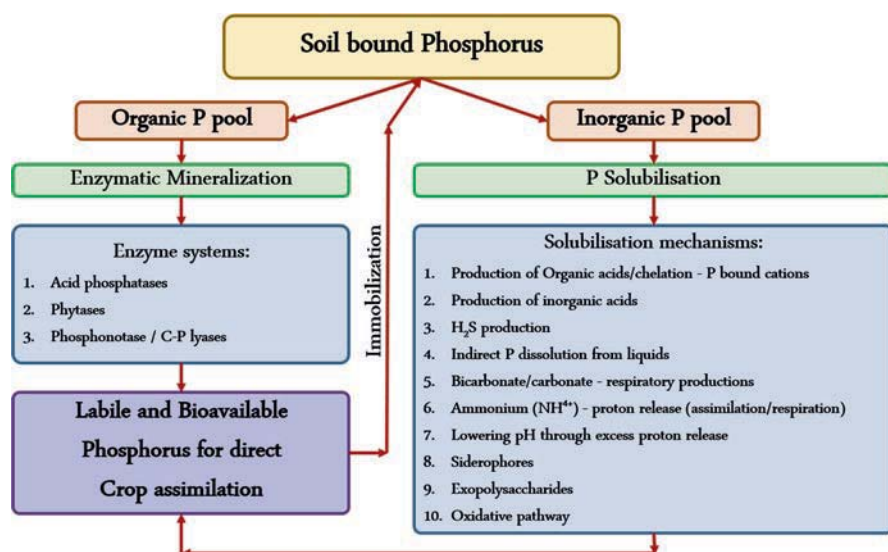 Soil bound Phosphorus
Organic P pool
Inorganic P pool
Enzymatic Mineralization
P Solubilisation
Enzyme systems:
1. Acid phosphatases
2. Phytases
3. Phosphonotase / C-P lyases
Immobilization
Solubilisation mechanisms:
1. Production of Organic acids/chelation - P bound cations
2. Production of inorganic acids
3. H₂S production
4. Indirect P dissolution from liquids
5. Bicarbonate/carbonate - respiratory productions
6. Ammonium (NH⁴⁺) - proton release (assimilation/respiration)
7. Lowering pH through excess proton release
8. Siderophores
9. Exopolysaccharides
10. Oxidative pathway
Labile and Bioavailable
Phosphorus for direct
Crop assimilation